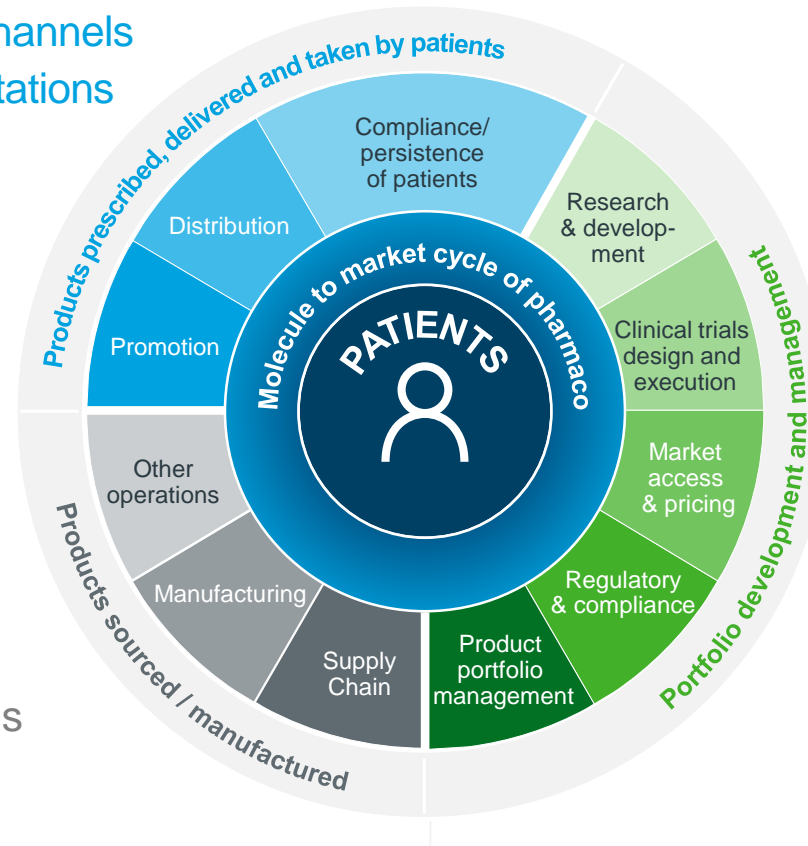 hannels
tations
Products prescribed, delivered and taken by patients
Compliance/
persistence
of patients
Distribution
Promotion
Research
& develop-
ment
Clinical trials
design and
execution
Market
access
& pricing
Regulatory
& compliance
Product
portfolio
management
Portfolio development and management
Supply
Chain
Manufacturing
Other
operations
Products sourced / manufactured
Molecule to market cycle of pharmaco
PATIENTS
s